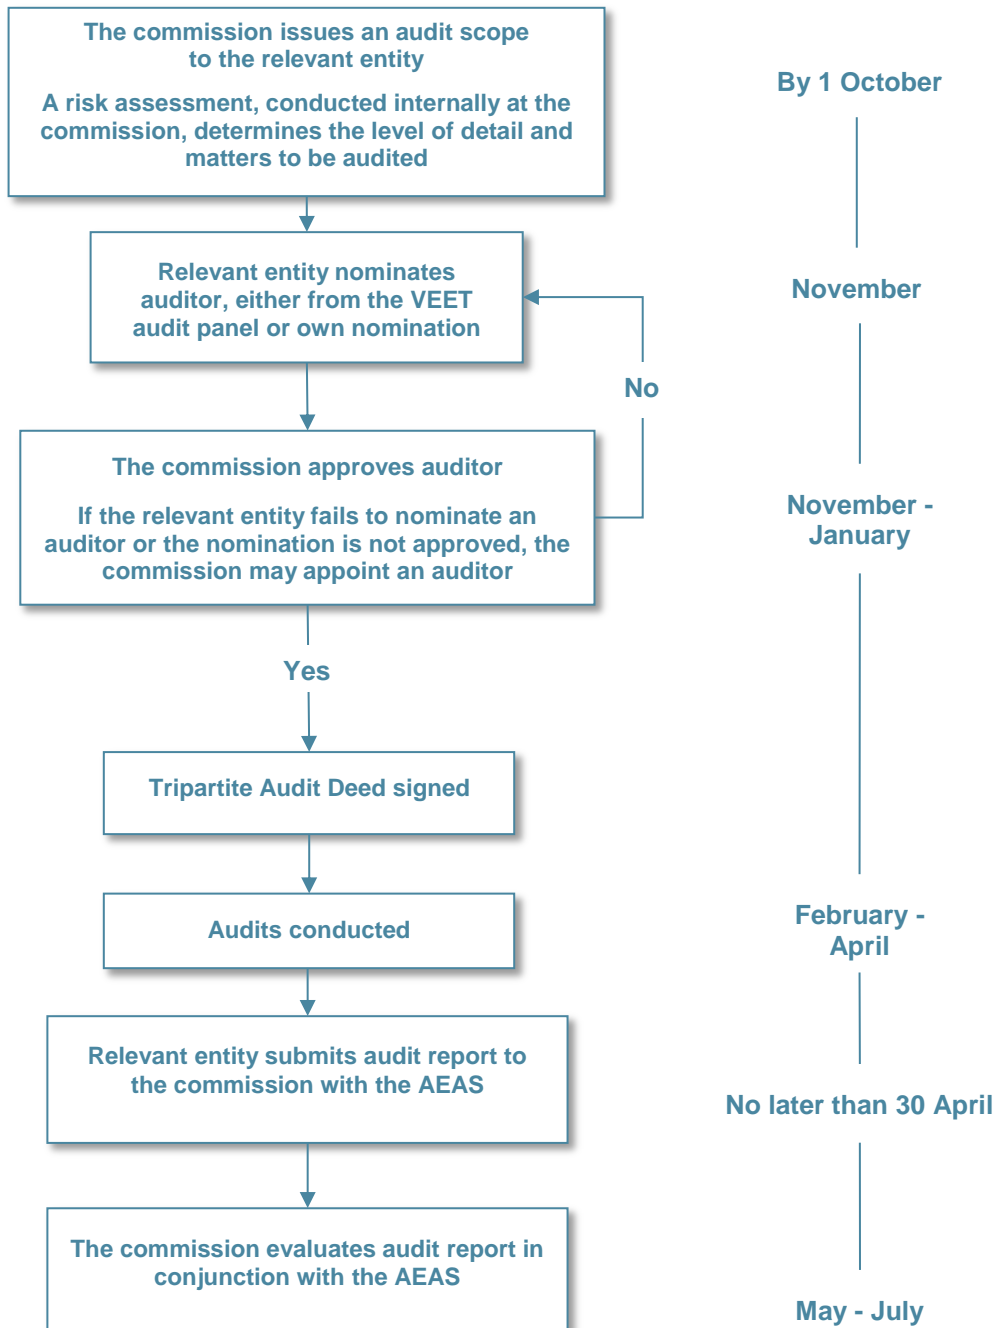 The commission issues an audit scope
to the relevant entity
A risk assessment, conducted internally at the
commission, determines the level of detail and
matters to be audited
By 1 October
Relevant entity nominates
auditor, either from the VEET
audit panel or own nomination
November
No
The commission approves auditor
If the relevant entity fails to nominate an
auditor or the nomination is not approved, the
commission may appoint an auditor
November -
January
Yes
Tripartite Audit Deed signed
Audits conducted
February -
April
Relevant entity submits audit report to
the commission with the AEAS
No later than 30 April
The commission evaluates audit report in
conjunction with the AEAS
May - July